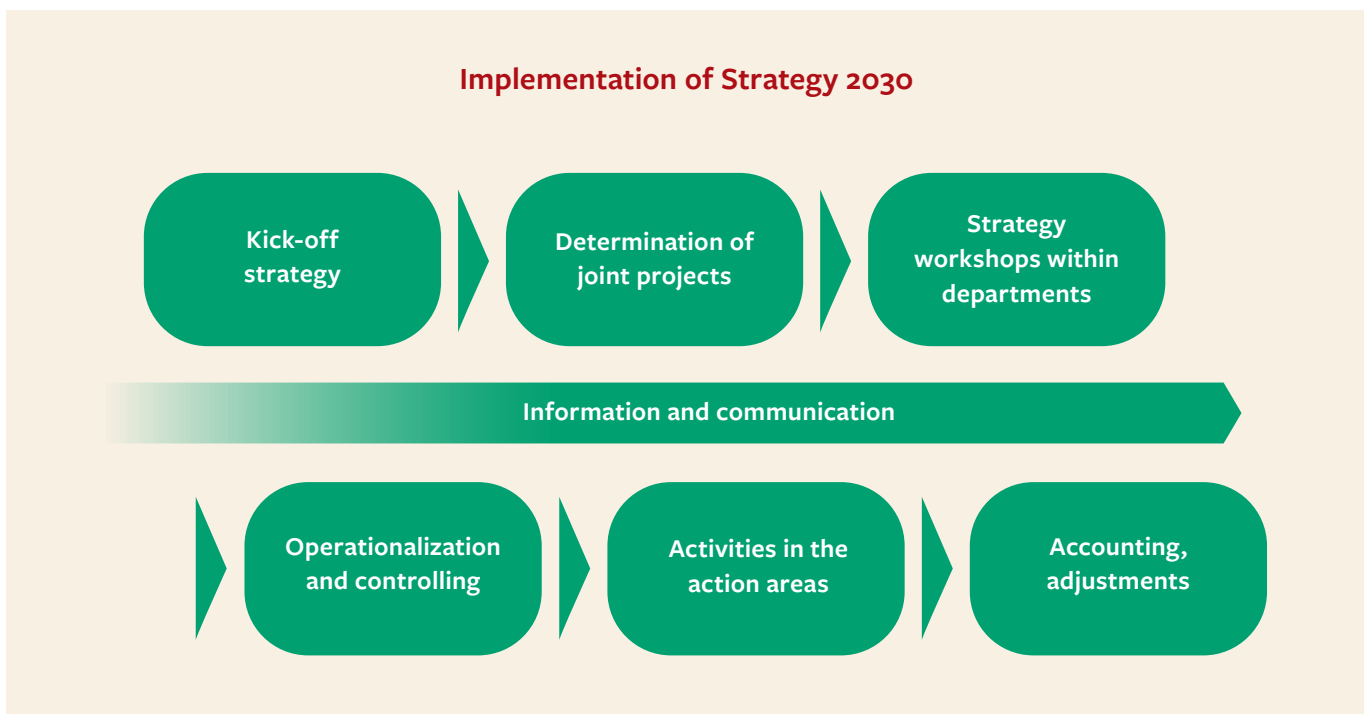 Implementation of Strategy 2030
Kick-off
strategy
Determination of
joint projects
Strategy
workshops within
departments
Information and communication
Operationalization
and controlling
Activities in the
action areas
Accounting,
adjustments